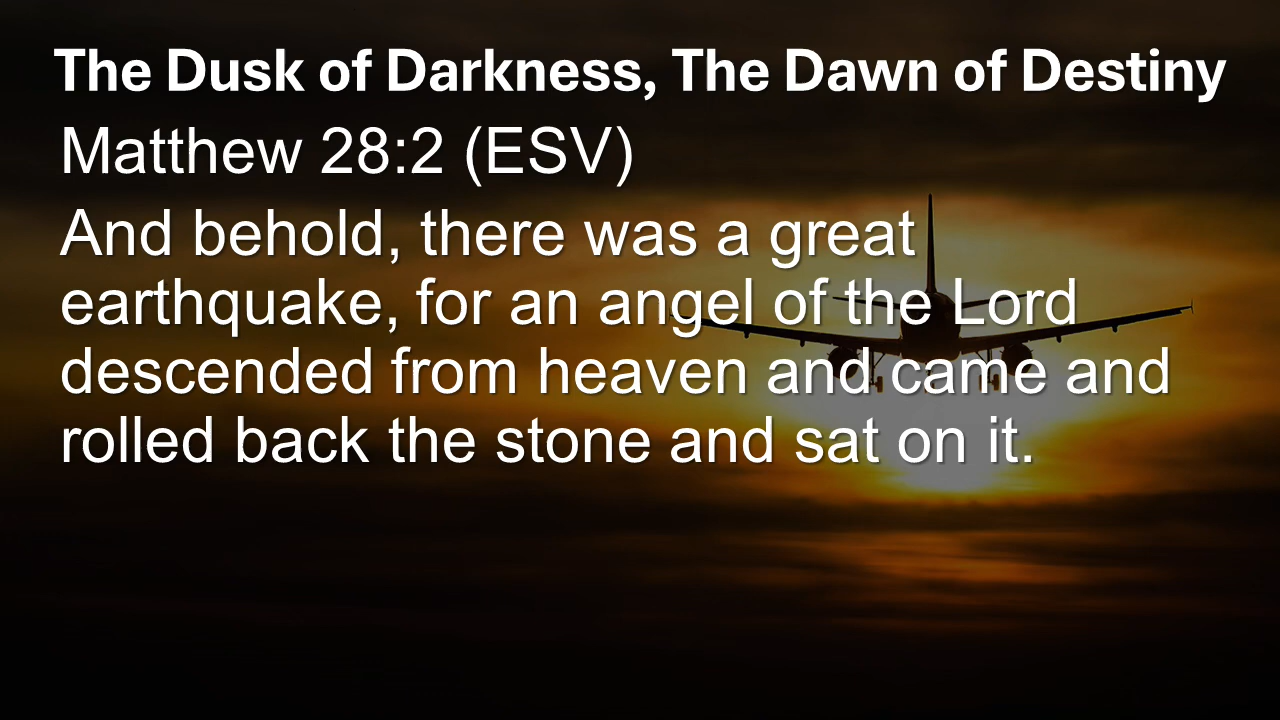 The Dusk of Darkness, The Dawn of Destiny
Matthew 28:2 (ESV)
And behold, there was a great
earthquake, for an angel of the Lord
descended from heaven and came and
rolled back the stone and sat on it.